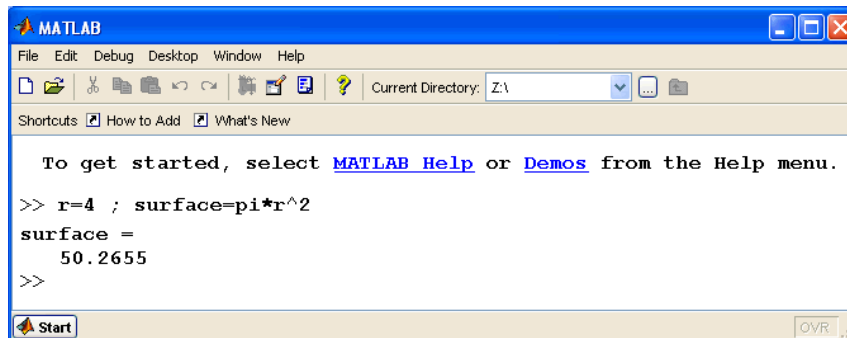 MATLAB
File Edit Debug Desktop Window Help
Current Directory: Z:\
Shortcuts How to Add What's New
To get started, select MATLAB Help or Demos from the Help menu.
>> r=4 ; surface=pi*r^2
surface =
50.2655
>>
Start OVR